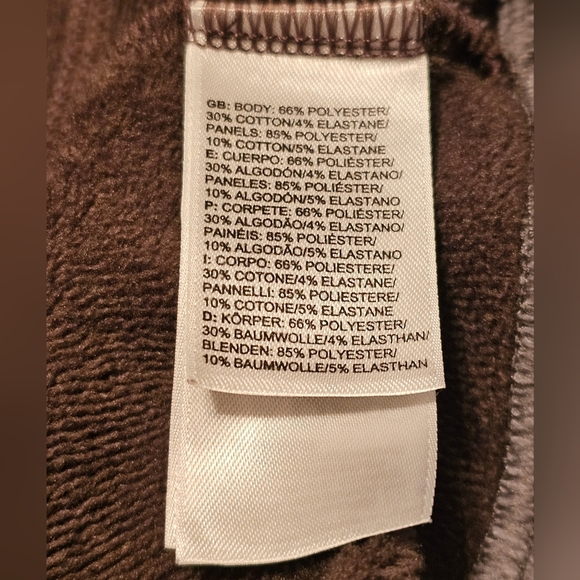 GB: BODY: 66% POLYESTER/
30% COTTON/4% ELASTANE/
PANELS: 85% POLYESTER/
10% COTTON/5% ELASTANE
E: CUERPO: 66% POLIÉSTER/
30% ALGODÓN/4% ELASTANO/
PANELES: 85% POLIÉSTER/
10% ALGODÓN/5% ELASTANO
P: CORPETE: 66% POLIÉSTER/
30% ALGODÃO/4% ELASTANO/
PAINÉIS: 85% POLIÉSTER/
10% ALGODÃO/5% ELASTANO
I: CORPO: 66% POLIESTERE/
30% COTONE/4% ELASTANE/
PANNELLI: 85% POLIESTERE/
10% COTONE/5% ELASTANE
D: KÖRPER: 66% POLYESTER/
30% BAUMWOLLE/4% ELASTHAN/
BLENDEN: 85% POLYESTER/
10% BAUMWOLLE/5% ELASTHAN